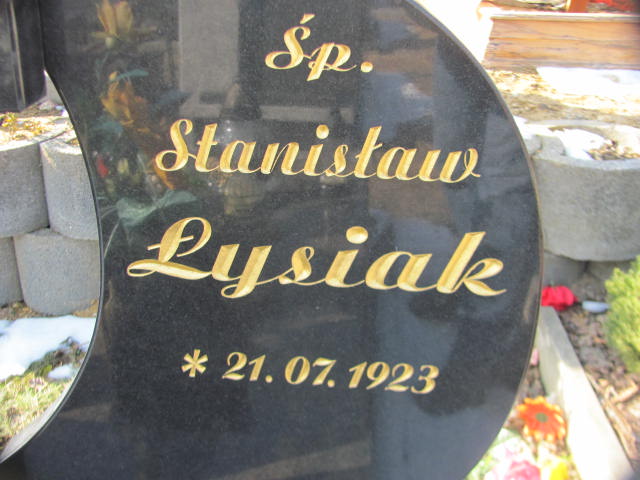 Śp.
Stanisław
Łysiak
* 21.07.1923